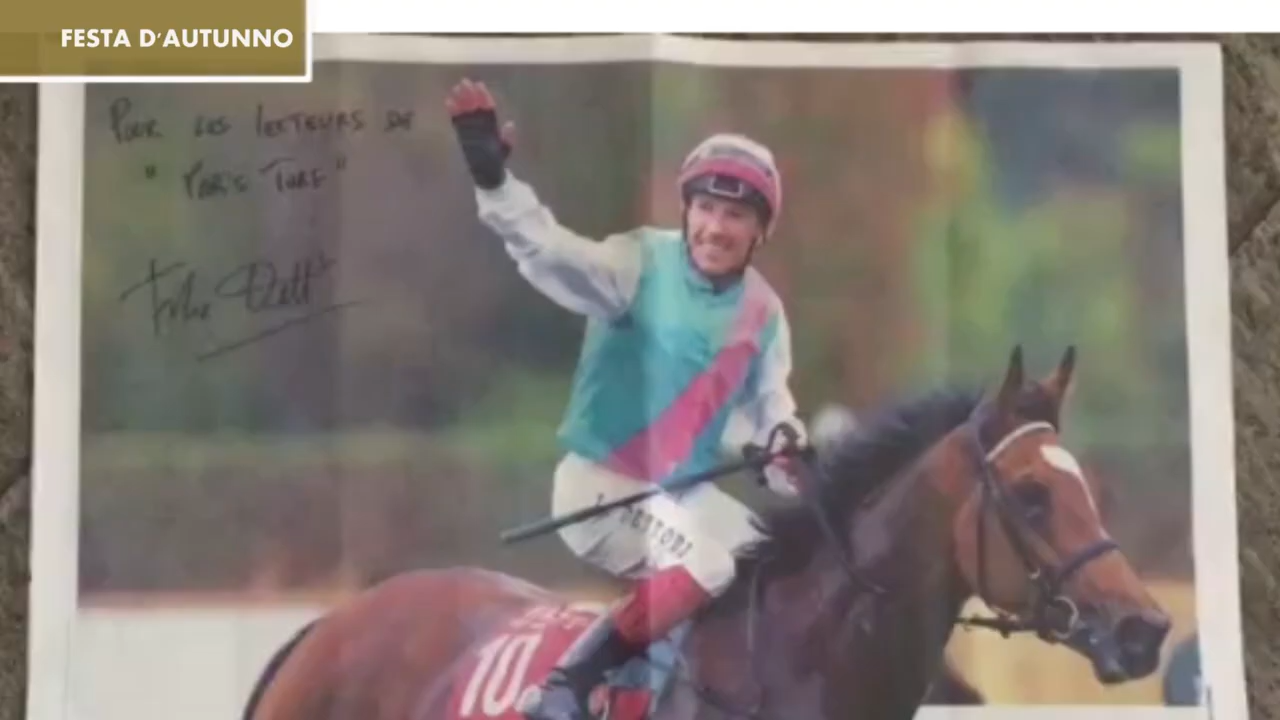 FESTA D'AUTUNNO
POUR LES LECTEURS DE
"PARIS TURF"
L DETTORI
10